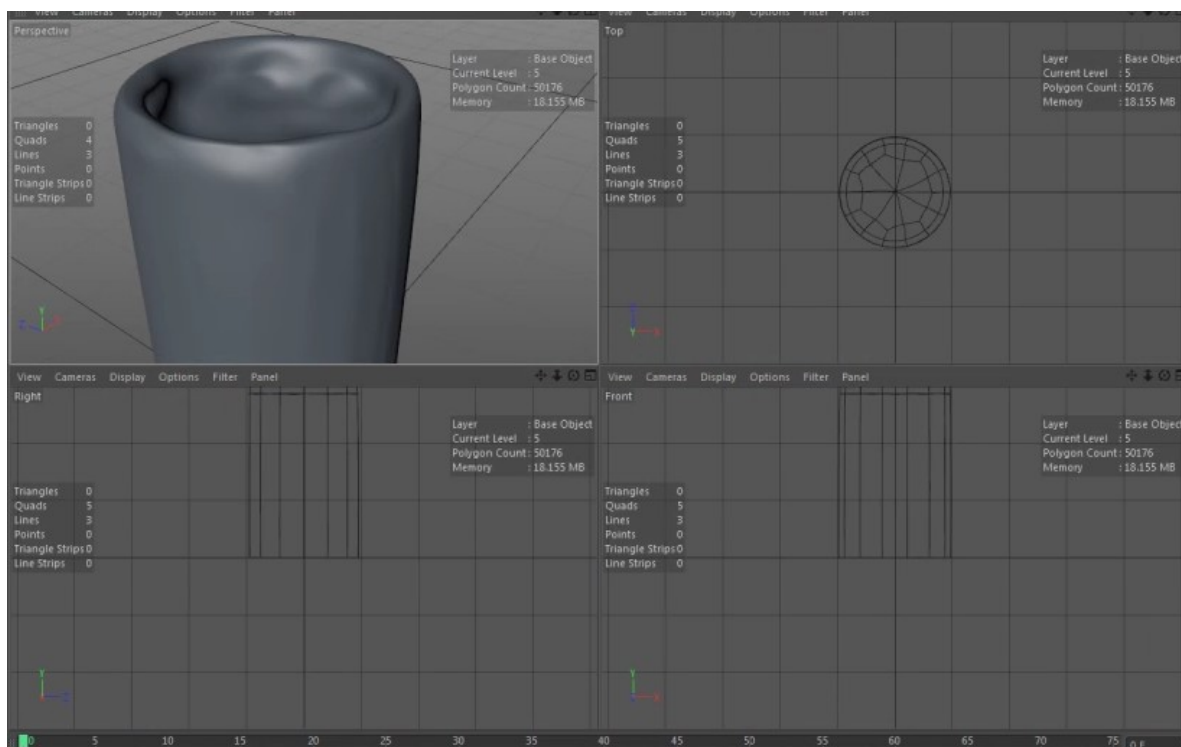 View Cameras Display Options Filter Panel
Perspective
Layer : Base Object
Current Level : 5
Polygon Count : 50176
Memory : 18.155 MB
Triangles 0
Quads 4
Lines 3
Points 0
Triangle Strips 0
Line Strips 0
Y
Z
View Cameras Display Options Filter Panel
Top
Layer : Base Object
Current Level : 5
Polygon Count : 50176
Memory : 18.155 MB
Triangles 0
Quads 5
Lines 3
Points 0
Triangle Strips 0
Line Strips 0
Z
Y X
View Cameras Display Options Filter Panel
Right
Layer : Base Object
Current Level : 5
Polygon Count : 50176
Memory : 18.155 MB
Triangles 0
Quads 5
Lines 3
Points 0
Triangle Strips 0
Line Strips 0
Y
Z
View Cameras Display Options Filter Panel
Front
Layer : Base Object
Current Level : 5
Polygon Count : 50176
Memory : 18.155 MB
Triangles 0
Quads 5
Lines 3
Points 0
Triangle Strips 0
Line Strips 0
Y
X
0 5 10 15 20 25 30 35 40 45 50 55 60 65 70 75 0 F